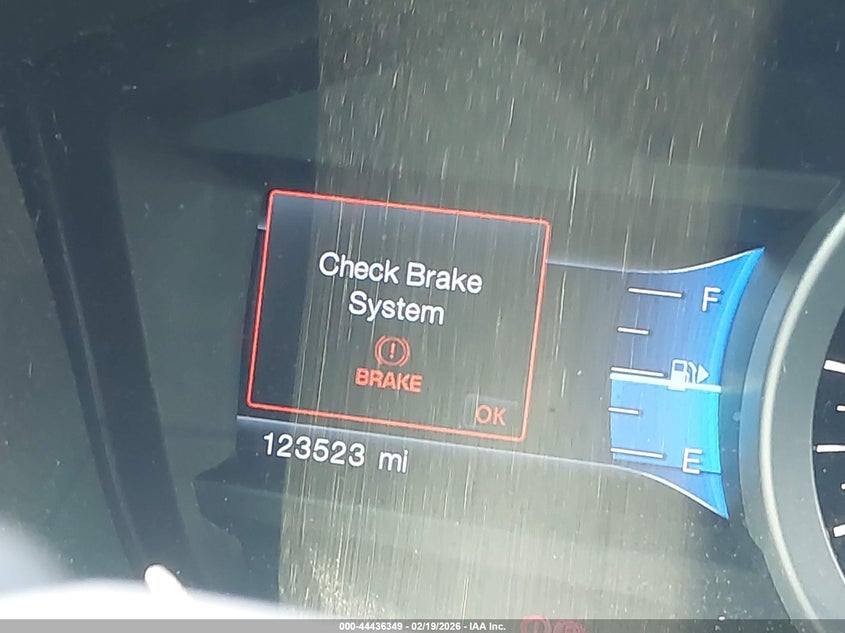 Check Brake
System
BRAKE
OK
123523 mi
F
E
000-44436349 - 02/19/2026 - IAA Inc.